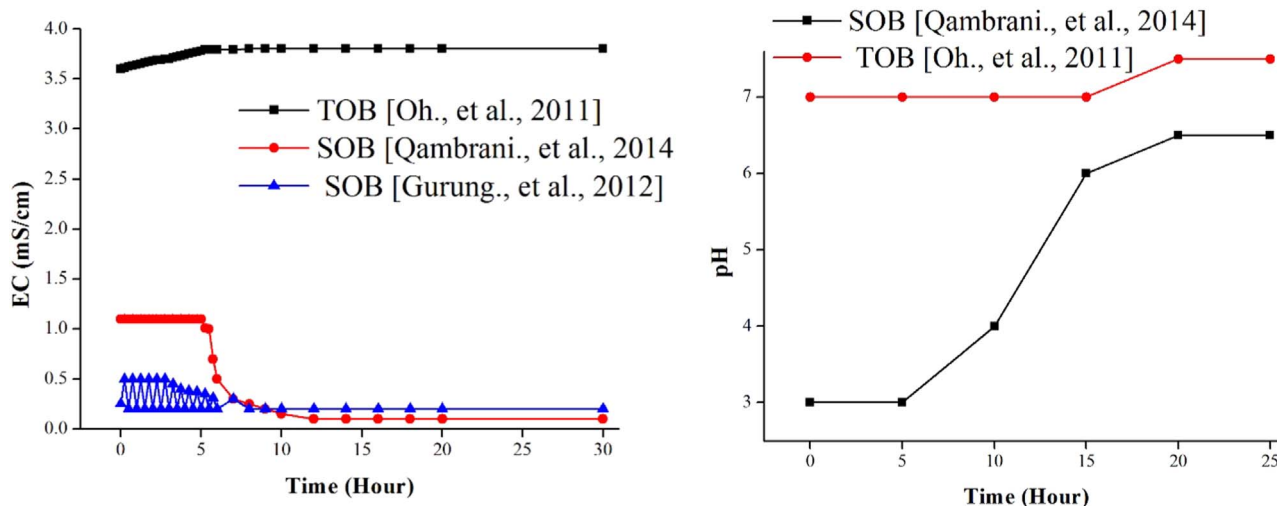 4.0
3.5
3.0
2.5
2.0
1.5
1.0
0.5
0.0
EC (mS/cm)
TOB [Oh., et al., 2011]
SOB [Qambrani., et al., 2014
SOB [Gurung., et al., 2012]
0 5 10 15 20 25 30
Time (Hour)
SOB [Qambrani., et al., 2014]
TOB [Oh., et al., 2011]
7
6
5
4
3
pH
0 5 10 15 20 25
Time (Hour)